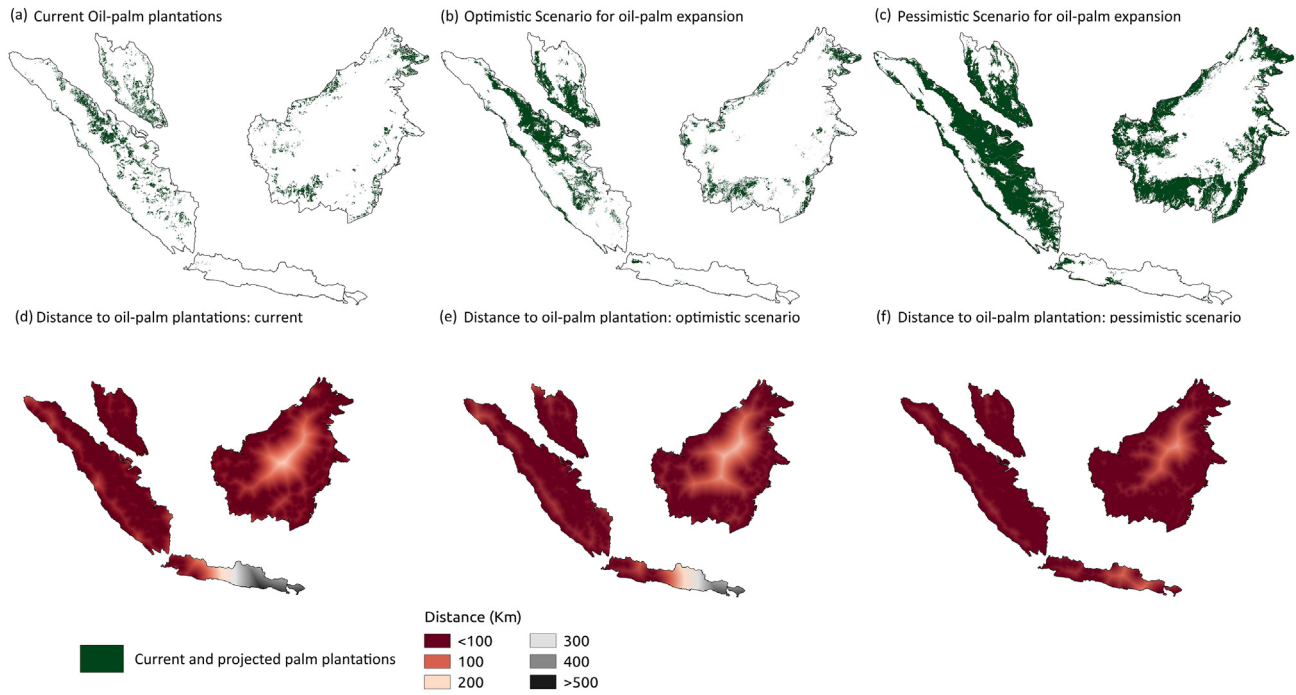 (a) Current Oil-palm plantations
(b) Optimistic Scenario for oil-palm expansion
(c) Pessimistic Scenario for oil-palm expansion
(d) Distance to oil-palm plantations: current
(e) Distance to oil-palm plantation: optimistic scenario
(f) Distance to oil-palm plantation: pessimistic scenario
Distance (Km)
<100
100
200
300
400
>500
Current and projected palm plantations